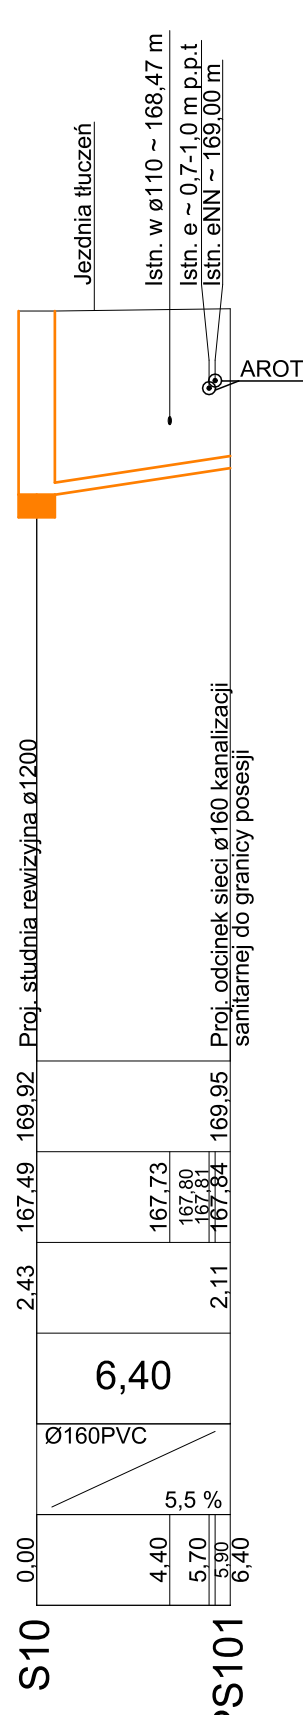 Jezdnia tłuczeń
Istn. w ø110 ~ 168,47 m
Istn. e ~ 0,7-1,0 m p.p.t
Istn. eNN ~ 169,00 m
AROT
Proj. studnia rewizyjna ø1200
Proj. odcinek sieci ø160 kanalizacji
sanitarnej do granicy posesji
169,92
169,95
167,49
167,73
167,80
167,81
167,84
2,43
2,11
6,40
Ø160PVC
5,5 %
0,00
4,40
5,70
5,90
6,40
S10
PS101